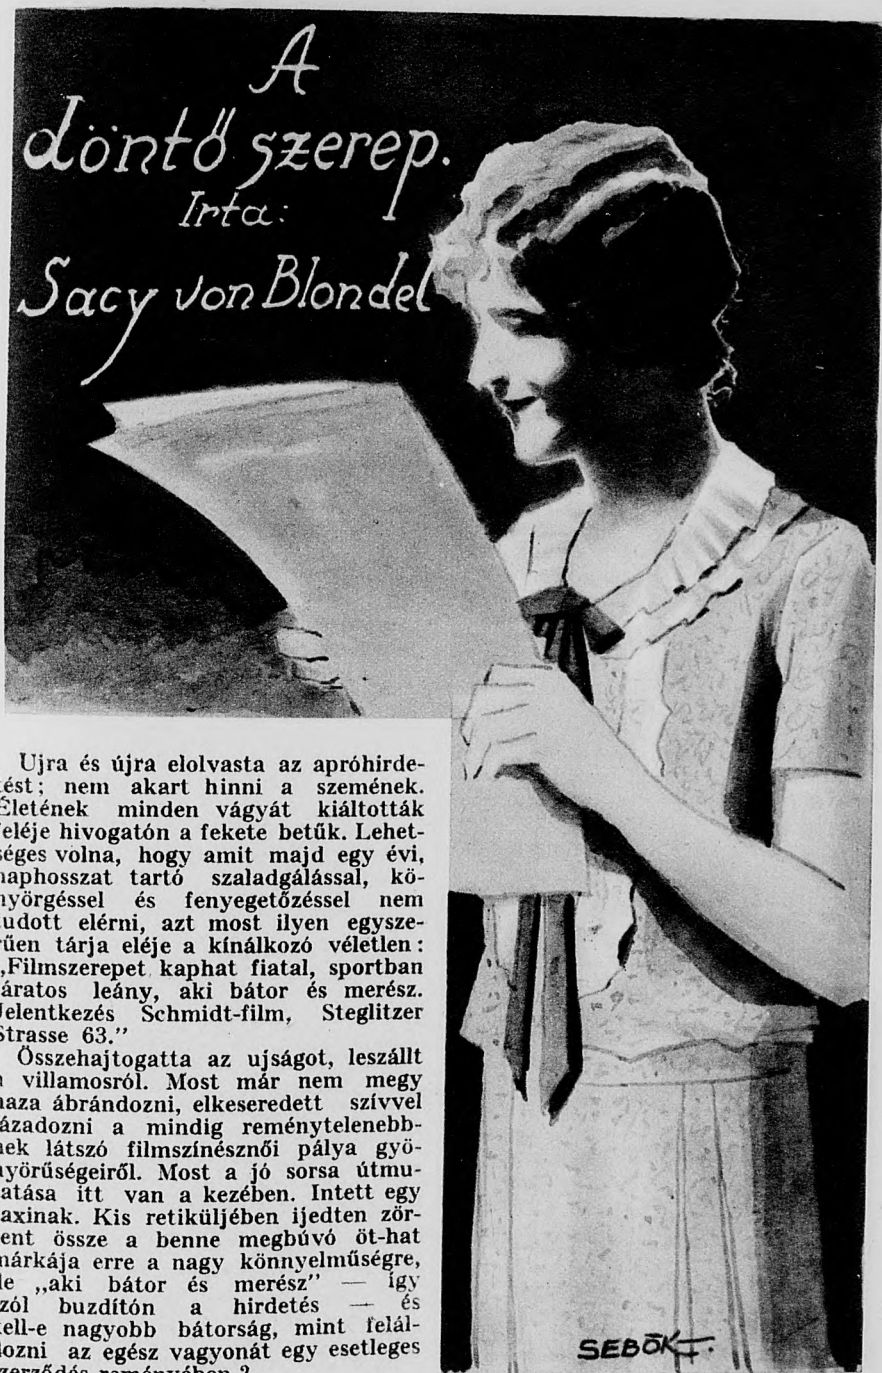 A
döntő szerep.
Irta:
Sacy von Blondel
Ujra és újra elolvasta az apróhirde-
tést; nem akart hinni a szemének.
Életének minden vágyát kiáltották
feléje hivogatón a fekete betűk. Lehet-
séges volna, hogy amit majd egy évi,
naphosszat tartó szaladgálással, kö-
nyörgéssel és fenyegetőzéssel nem
tudott elérni, azt most ilyen egysze-
rűen tárja eléje a kínálkozó véletlen :
„Filmszerepet kaphat fiatal, sportban
járatos leány, aki bátor és merész.
Jelentkezés Schmidt-film, Steglitzer
Strasse 63.”
Összehajtogatta az ujságot, leszállt
a villamosról. Most már nem megy
haza ábrándozni, elkeseredett szívvel
lázadozni a mindig reménytelenebb-
nek látszó filmszínésznői pálya gyö-
nyörűségeiről. Most a jó sorsa útmu-
tatása itt van a kezében. Intett egy
taxinak. Kis retiküljében ijedten zör-
rent össze a benne megbúvó öt-hat
márkája erre a nagy könnyelműségre,
de „aki bátor és merész” — így
szól buzdítón a hirdetés — és
kell-e nagyobb bátorság, mint felál-
dozni az egész vagyonát egy esetleges
szerződés reményében ?
SEBŐK I.